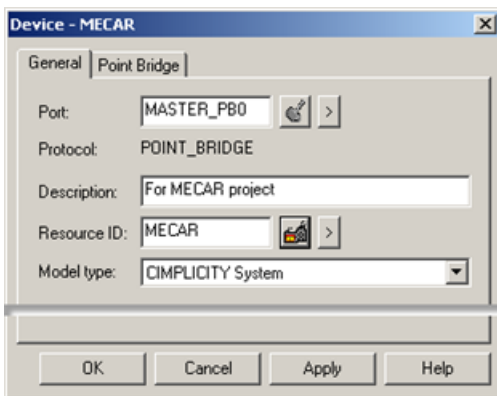 Device - MECAR
General
Point Bridge
Port: MASTER_PB0 >
Protocol: POINT_BRIDGE
Description: For MECAR project
Resource ID: MECAR >
Model type: CIMPLICITY System
OK Cancel Apply Help